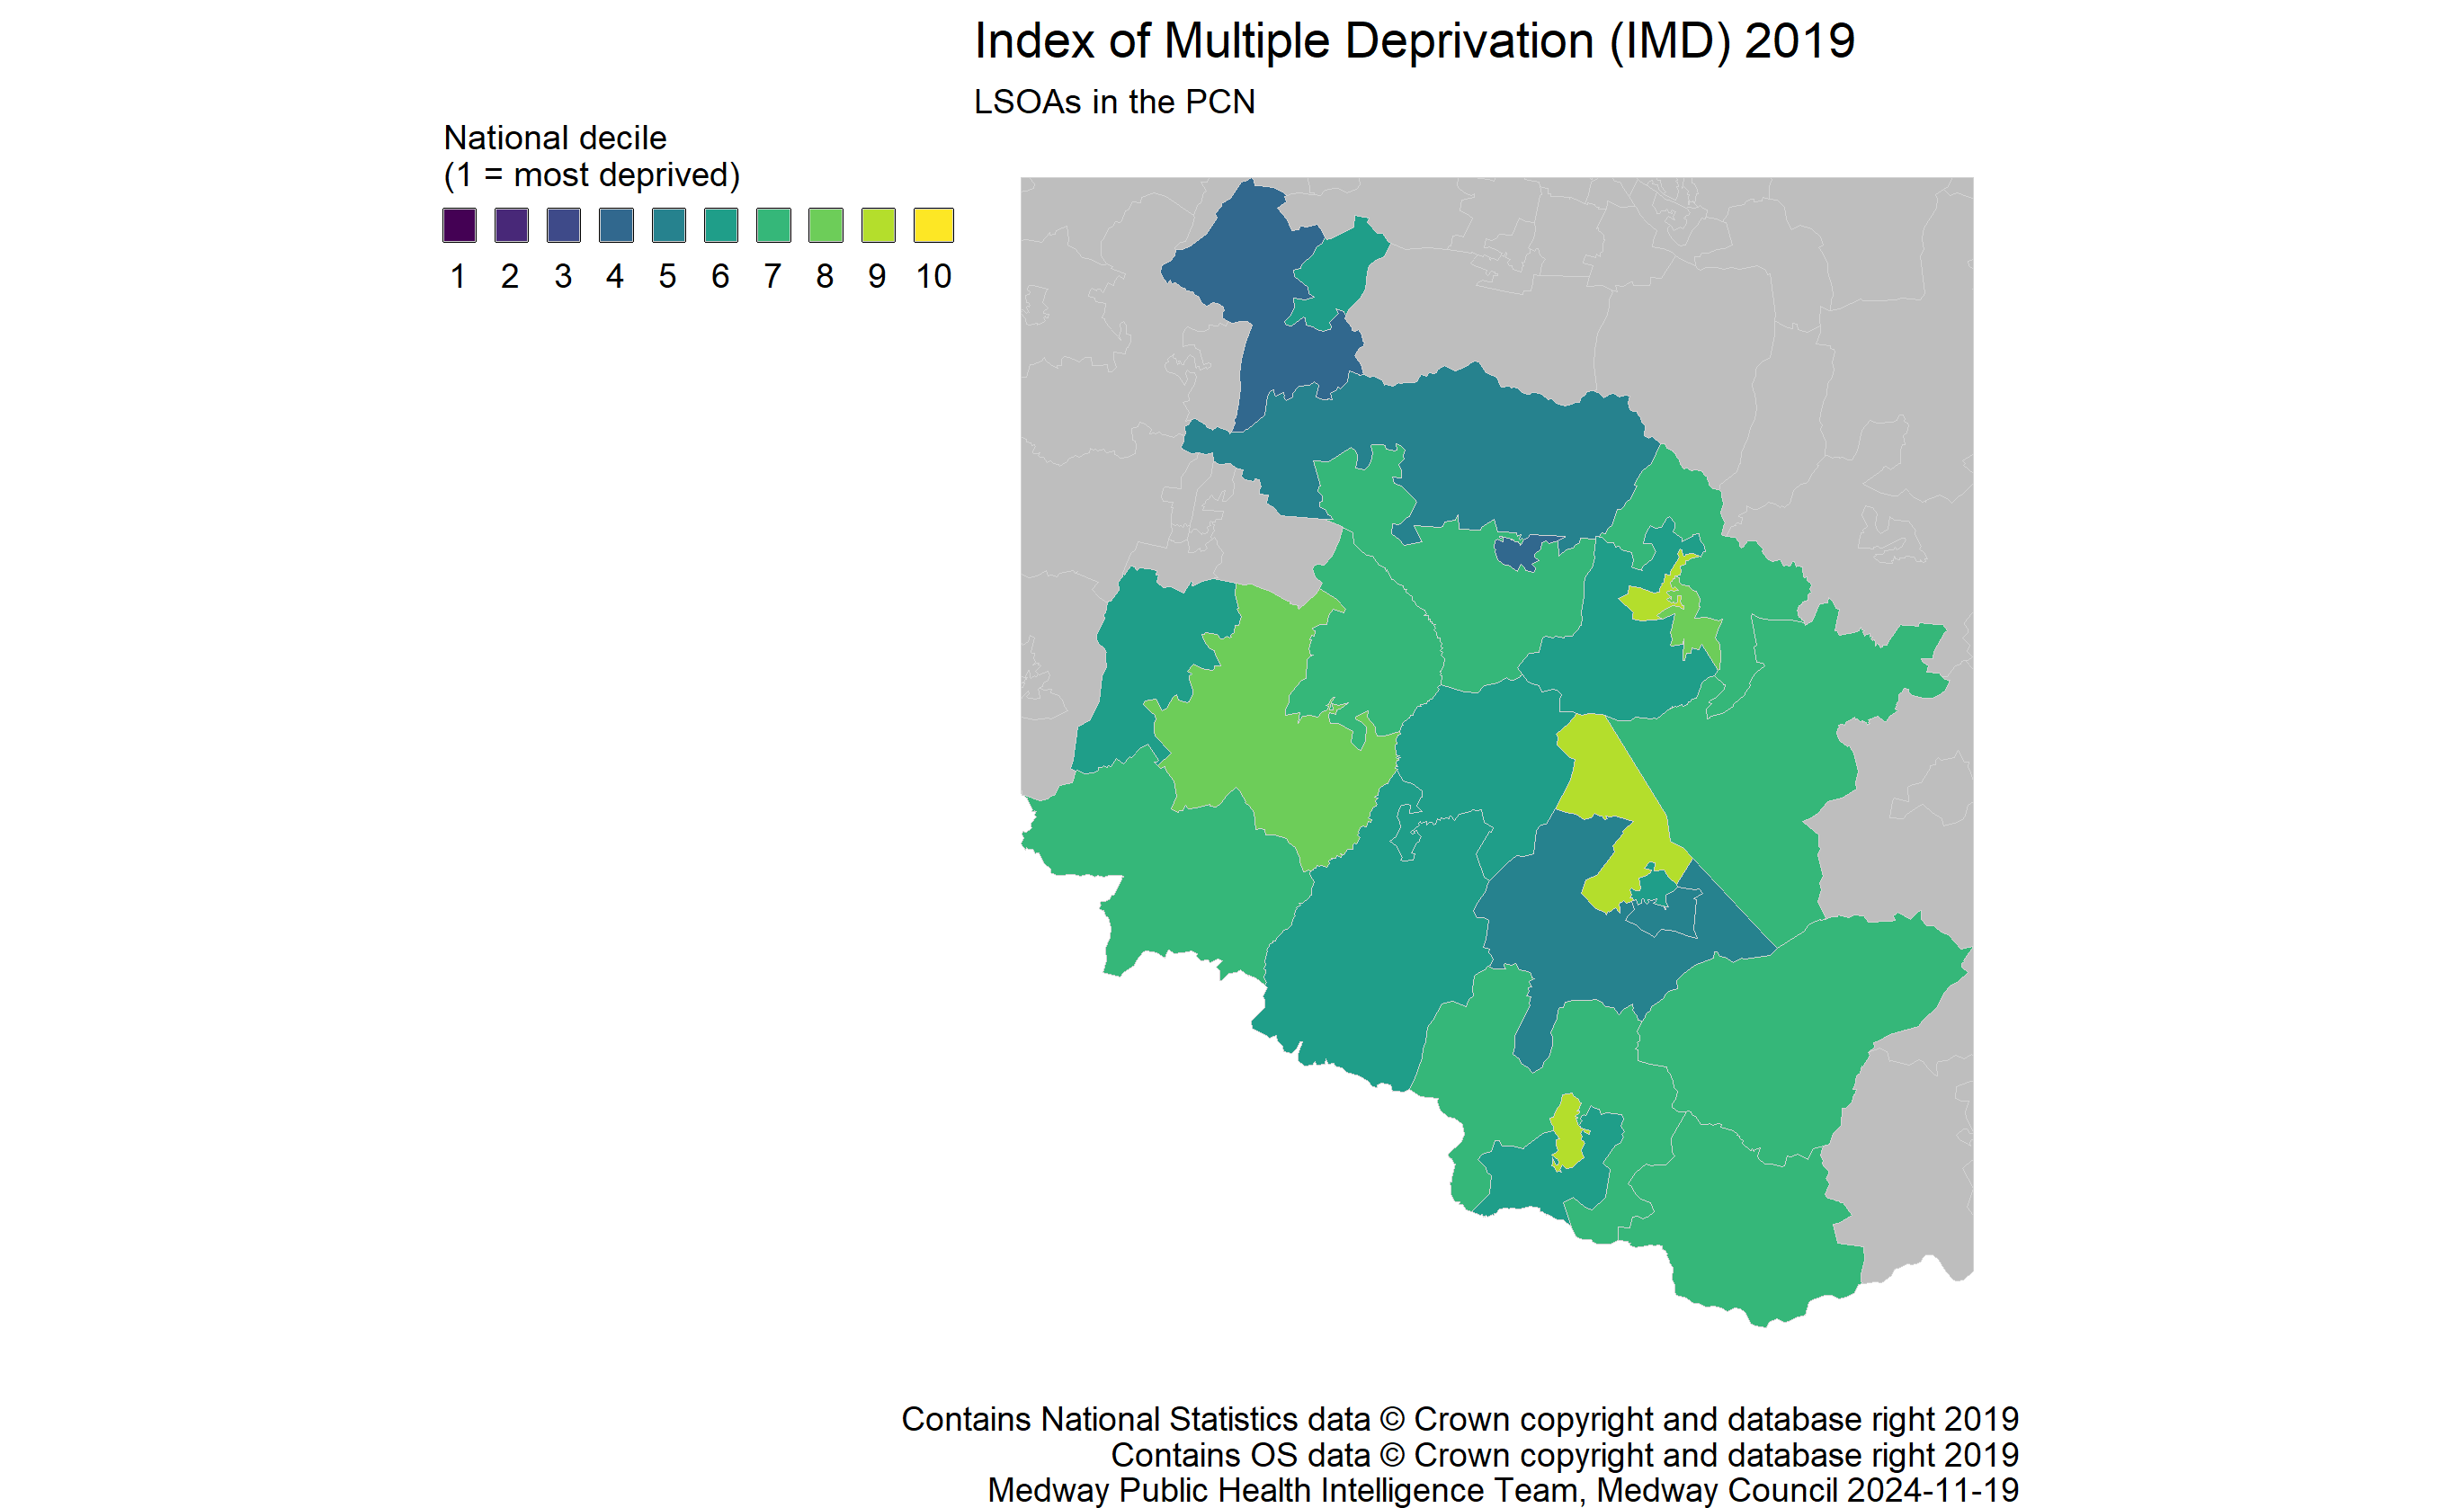 Index of Multiple Deprivation (IMD) 2019
LSOAs in the PCN
National decile
(1 = most deprived)
1 2 3 4 5 6 7 8 9 10
Contains National Statistics data © Crown copyright and database right 2019
Contains OS data © Crown copyright and database right 2019
Medway Public Health Intelligence Team, Medway Council 2024-11-19